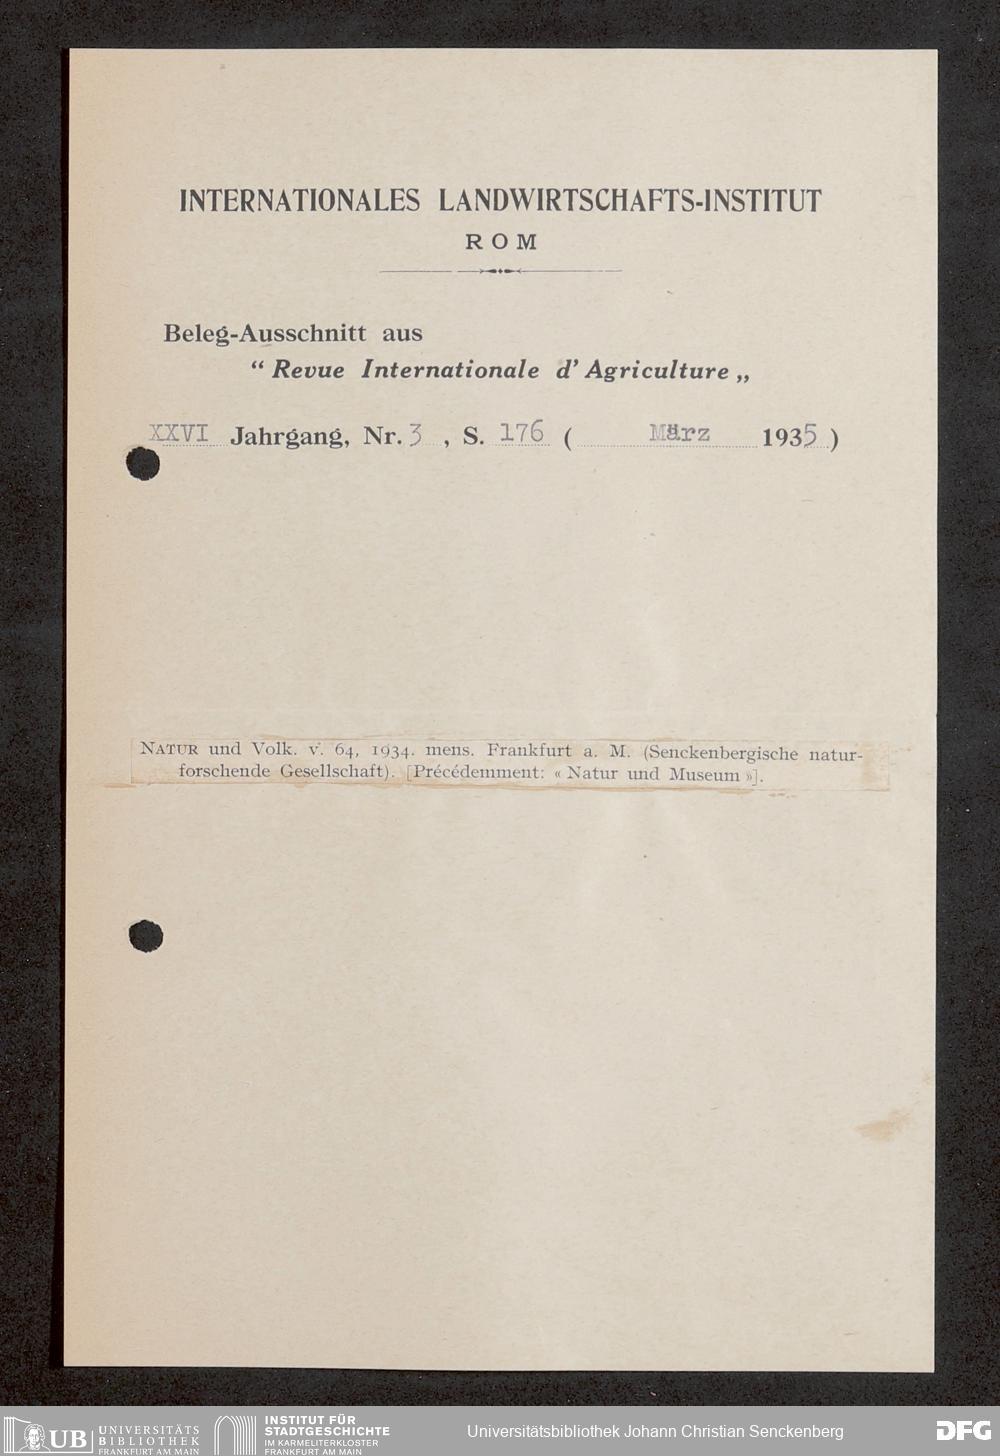 INTERNATIONALES LANDWIRTSCHAFTS-INSTITUT
ROM
Beleg-Ausschnitt aus
“ Revue Internationale d' Agriculture „
XXVI Jahrgang, Nr. 3 , S. 176 ( März 1935 )
NATUR und Volk. v. 64, 1934. mens. Frankfurt a. M. (Senckenbergische natur-
forschende Gesellschaft). [Précédemment: « Natur und Museum »].
UB UNIVERSITÄTS
BIBLIOTHEK
FRANKFURT AM MAIN
INSTITUT FÜR
STADTGESCHICHTE
IM KARMELITERKLOSTER
FRANKFURT AM MAIN
Universitätsbibliothek Johann Christian Senckenberg
DFG